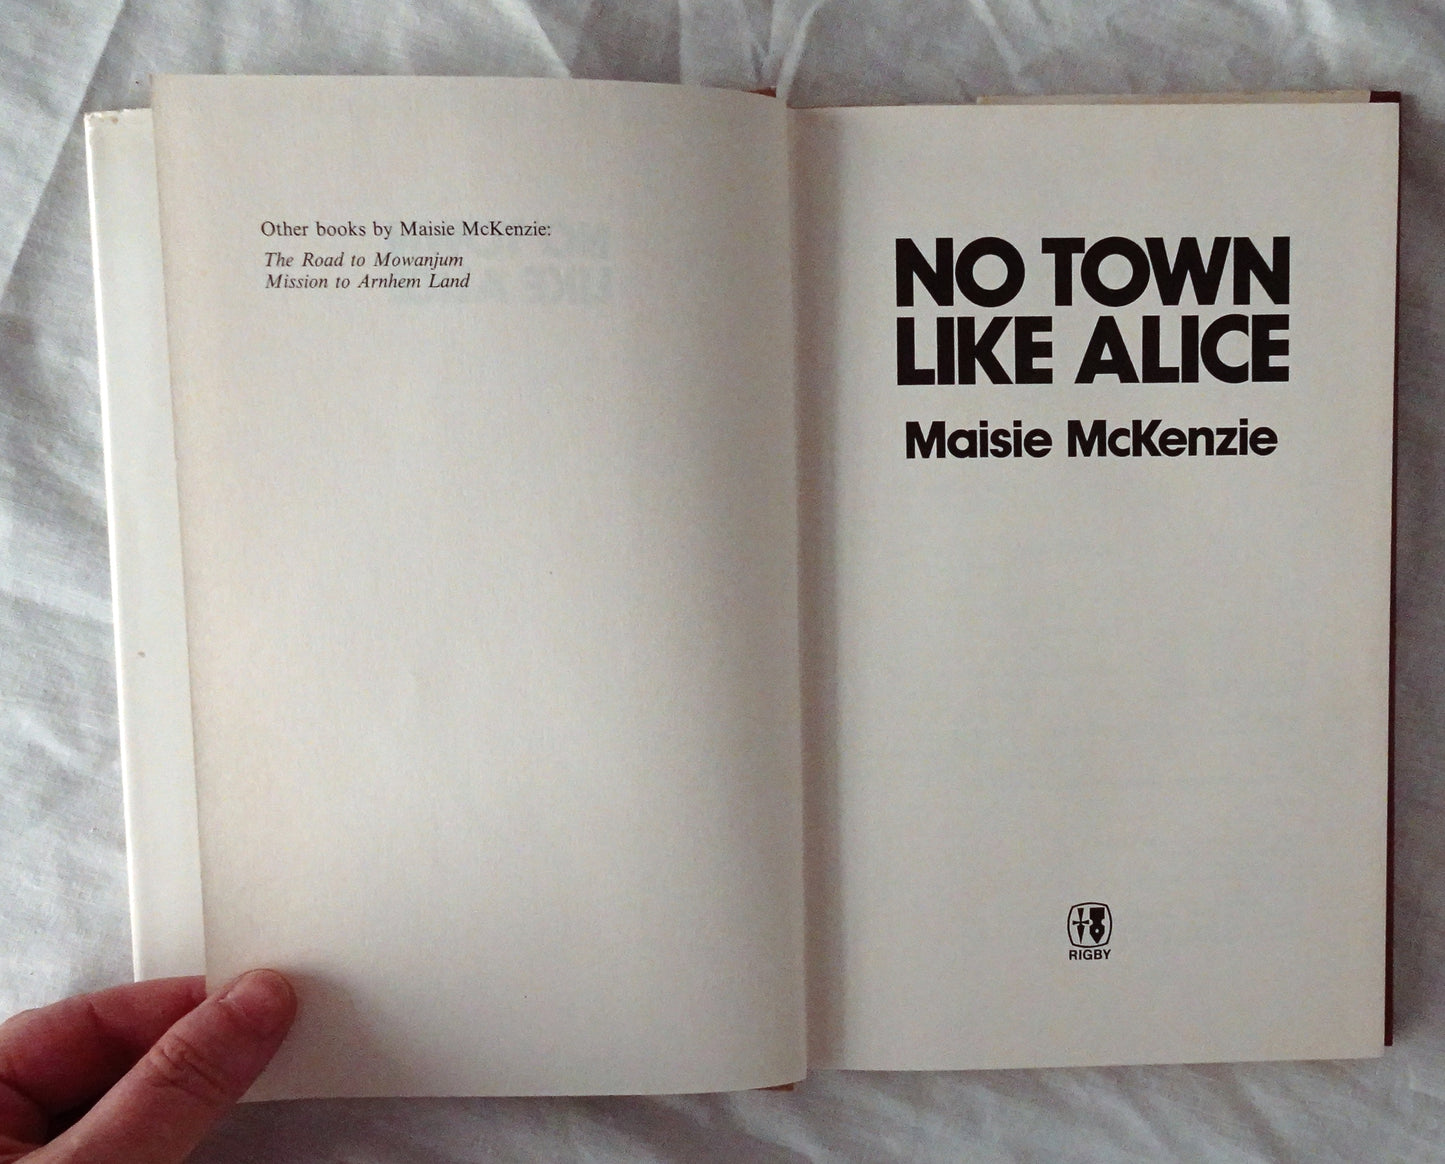 Other books by Maisie McKenzie:
The Road to Mowanjum
Mission to Arnhem Land
NO TOWN
LIKE ALICE
Maisie McKenzie
RIGBY